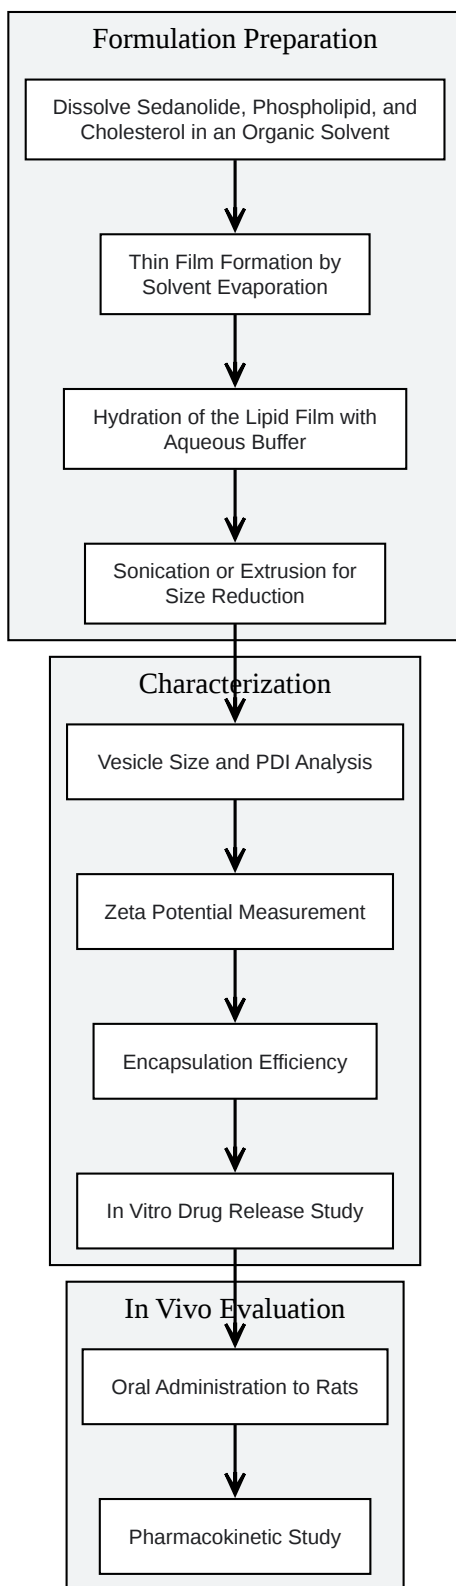 Formulation Preparation
Dissolve Sedanolide, Phospholipid, and
Cholesterol in an Organic Solvent
Thin Film Formation by
Solvent Evaporation
Hydration of the Lipid Film with
Aqueous Buffer
Sonication or Extrusion for
Size Reduction
Characterization
Vesicle Size and PDI Analysis
Zeta Potential Measurement
Encapsulation Efficiency
In Vitro Drug Release Study
In Vivo Evaluation
Oral Administration to Rats
Pharmacokinetic Study